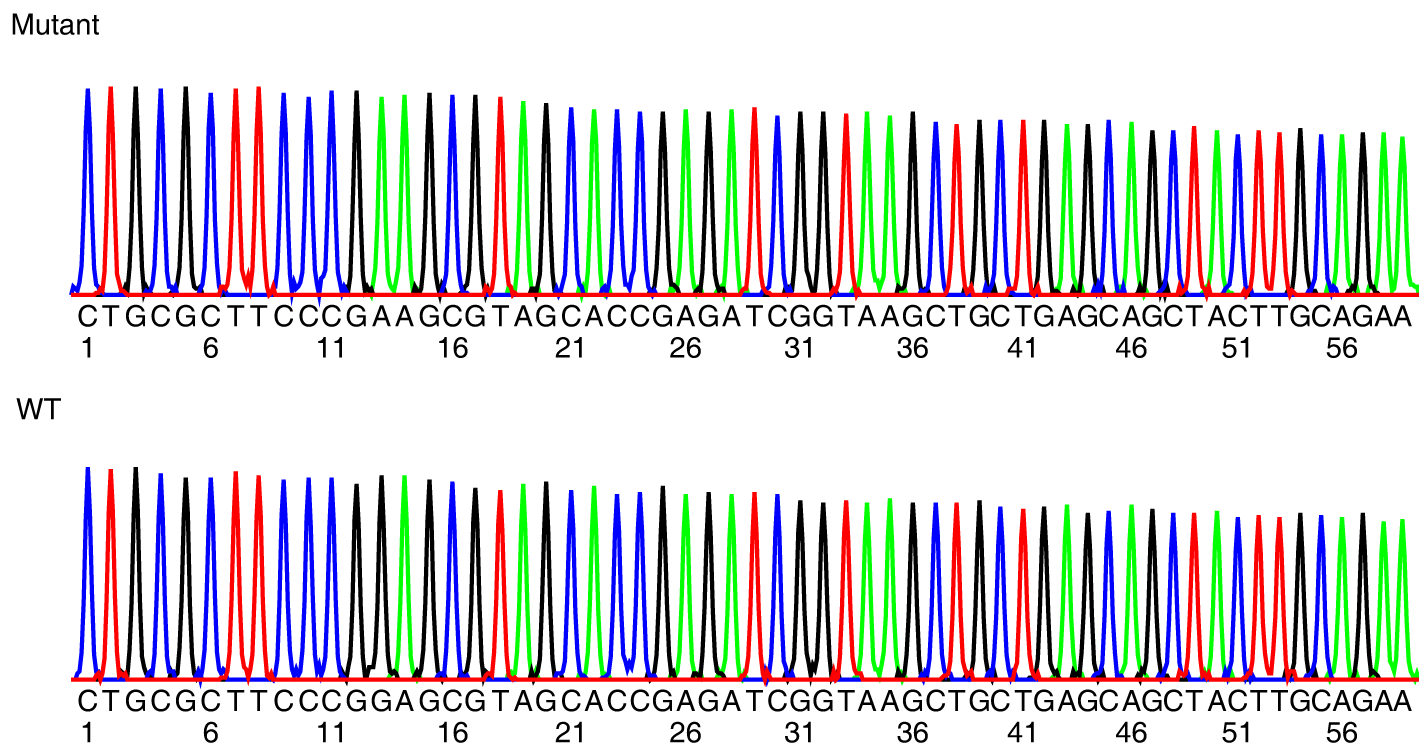 Mutant
CTGCGCTTCCCGAAGCGTAGCACCGAGATCGGTAAGCTGCTGAGCAGCTACTTGCAGAA
1 6 11 16 21 26 31 36 41 46 51 56
WT
CTGCGCTTCCCGGAGCGTAGCACCGAGATCGGTAAGCTGCTGAGCAGCTACTTGCAGAA
1 6 11 16 21 26 31 36 41 46 51 56